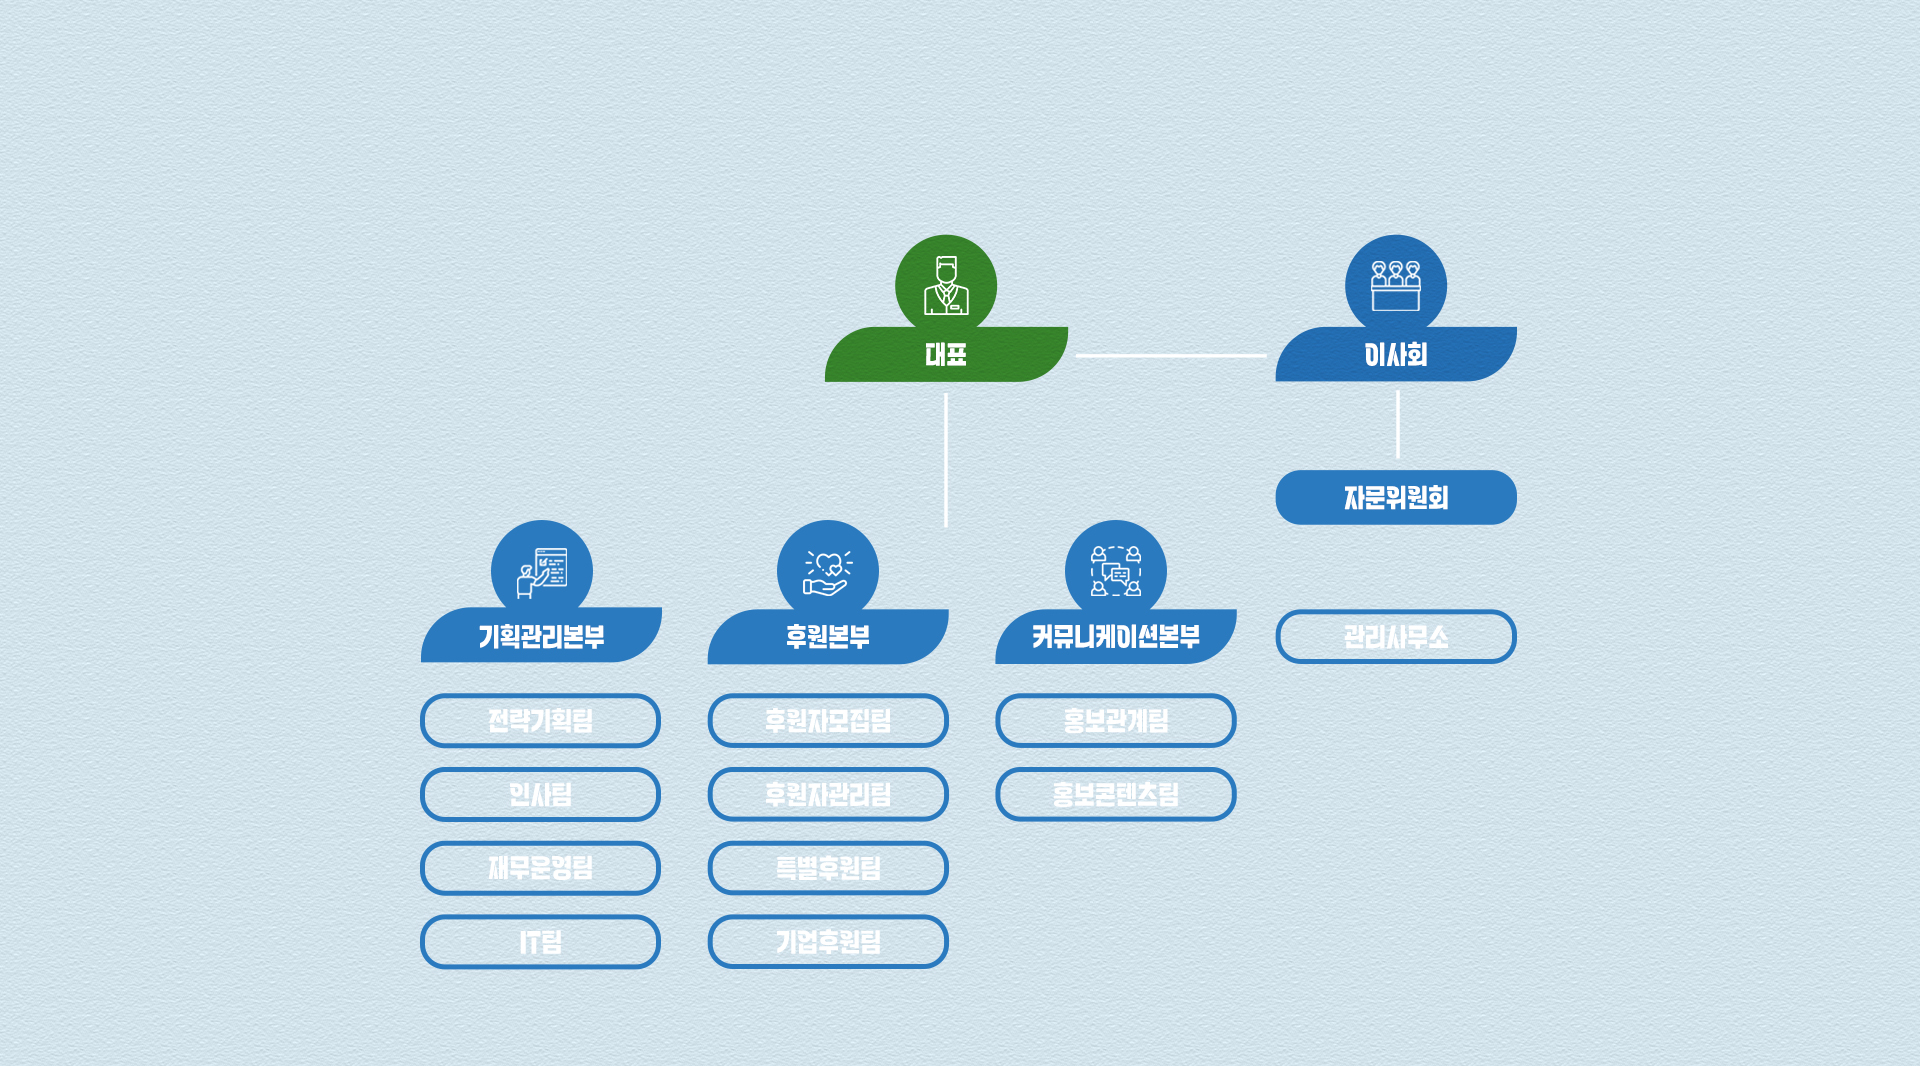 대표
이사회
자문위원회
기획관리본부
후원본부
커뮤니케이션본부
관리사무소
전략기획팀
후원자모집팀
홍보관계팀
인사팀
후원자관리팀
홍보콘텐츠팀
재무운영팀
특별후원팀
IT팀
기업후원팀